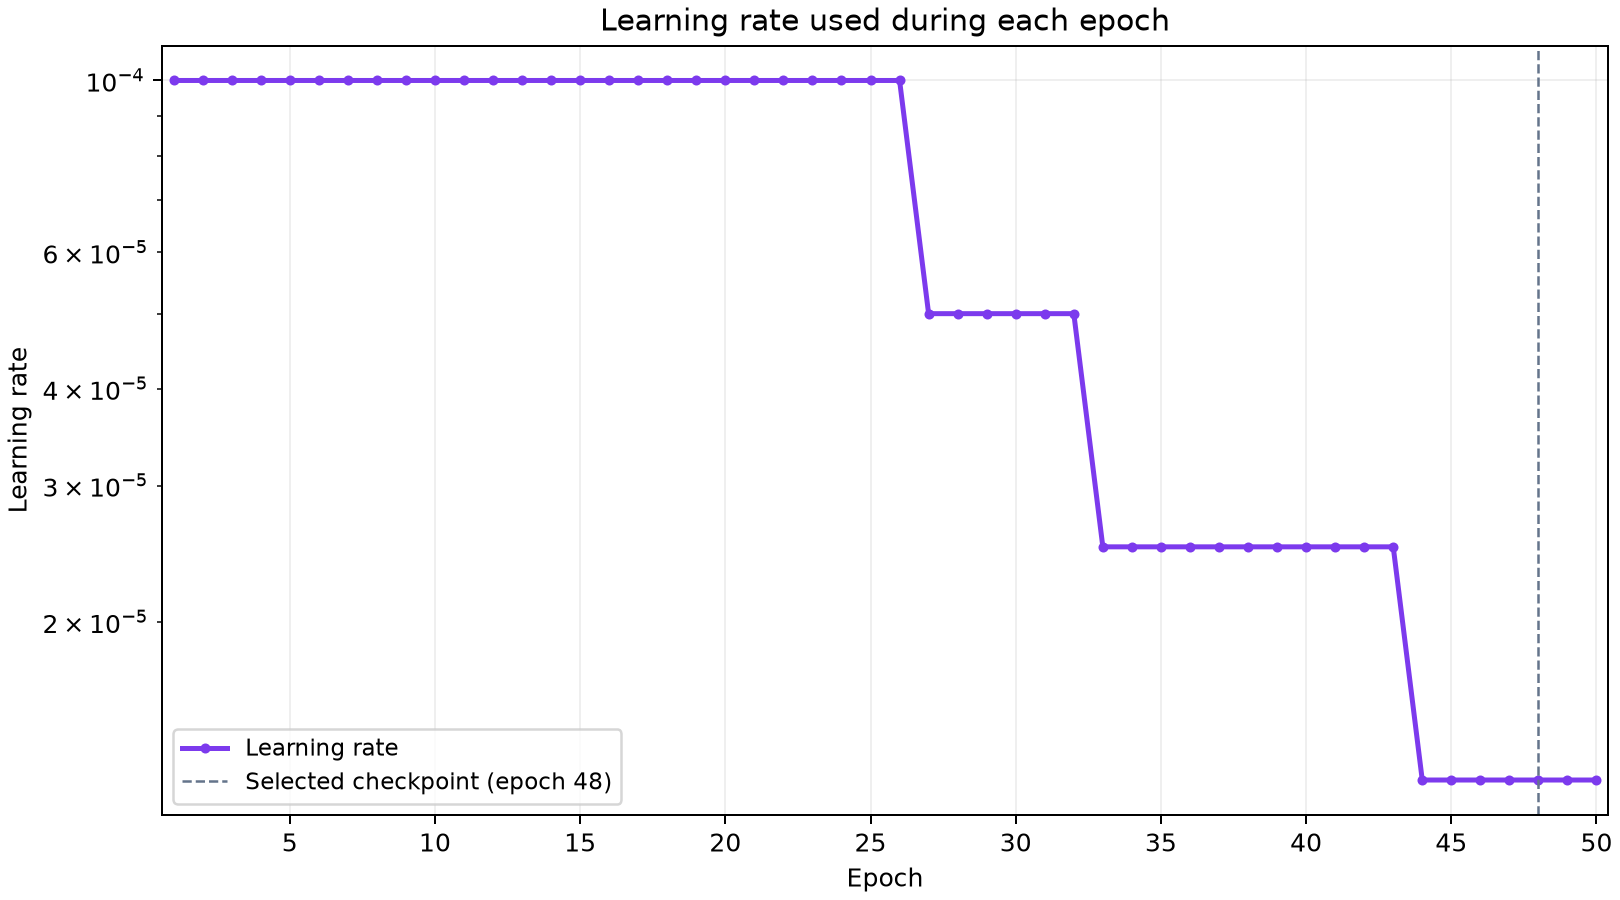 Learning rate used during each epoch
Learning rate
10⁻⁴
6 × 10⁻⁵
4 × 10⁻⁵
3 × 10⁻⁵
2 × 10⁻⁵
Learning rate
Selected checkpoint (epoch 48)
5 10 15 20 25 30 35 40 45 50
Epoch